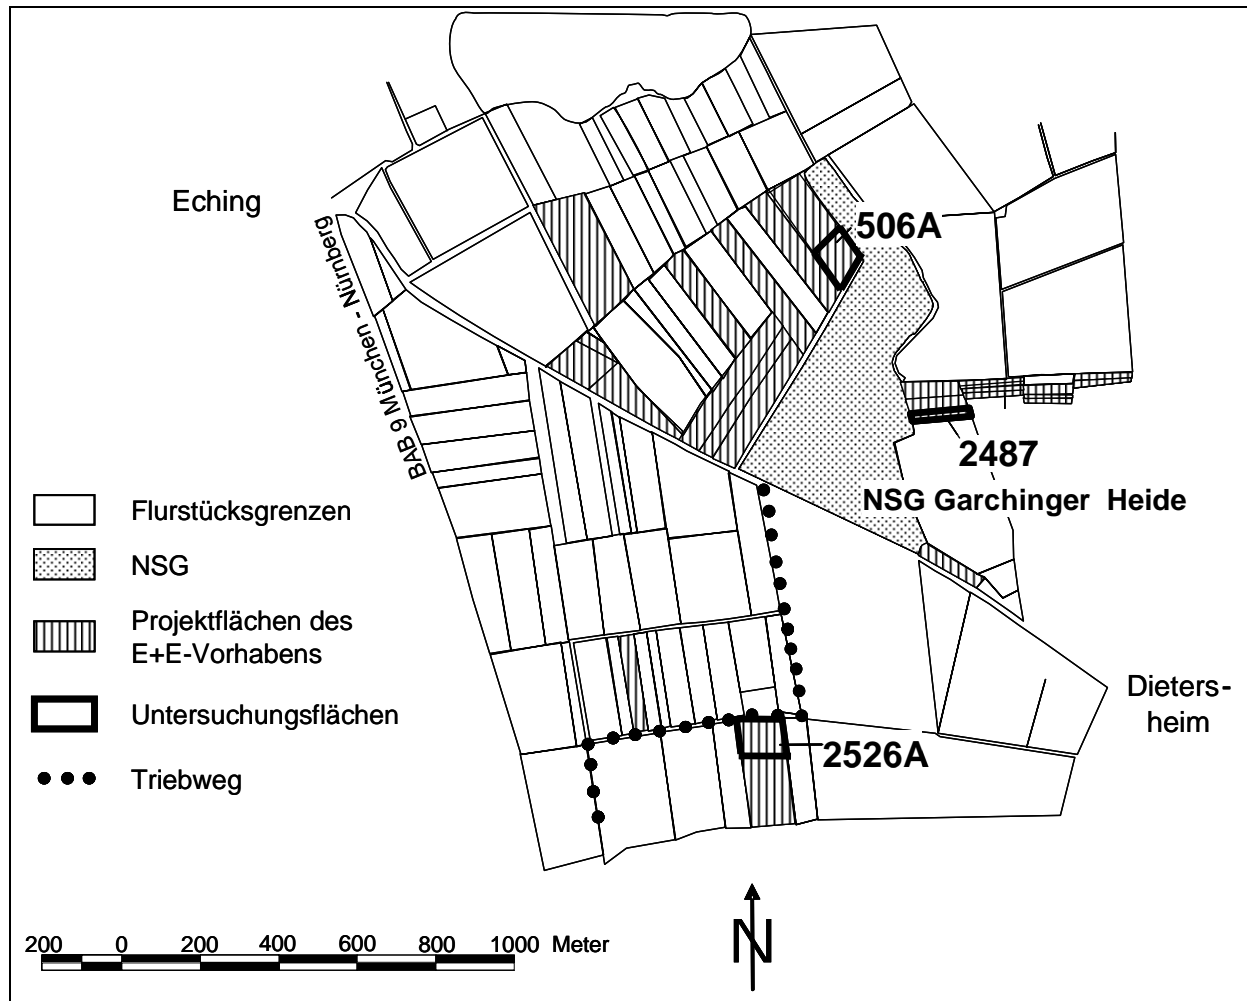 Eching
506A
BAB 9 München - Nürnberg
2487
NSG Garchinger Heide
Flurstücksgrenzen
NSG
Projektflächen des
E+E-Vorhabens
Untersuchungsflächen
Triebweg
Dieters-
heim
2526A
N
200 0 200 400 600 800 1000 Meter